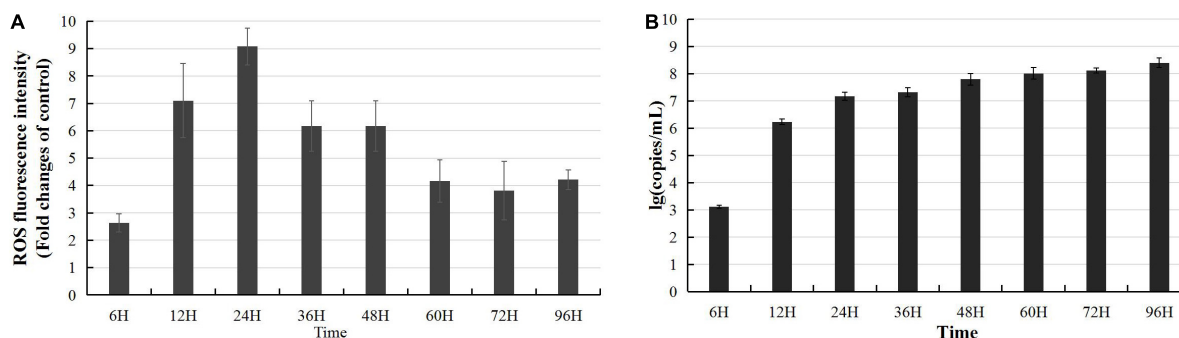 A
ROS fluorescence intensity
(Fold changes of control)
10
9
8
7
6
5
4
3
2
1
0
6H 12H 24H 36H 48H 60H 72H 96H
Time
B
lg(copies/mL)
10
9
8
7
6
5
4
3
2
1
0
6H 12H 24H 36H 48H 60H 72H 96H
Time